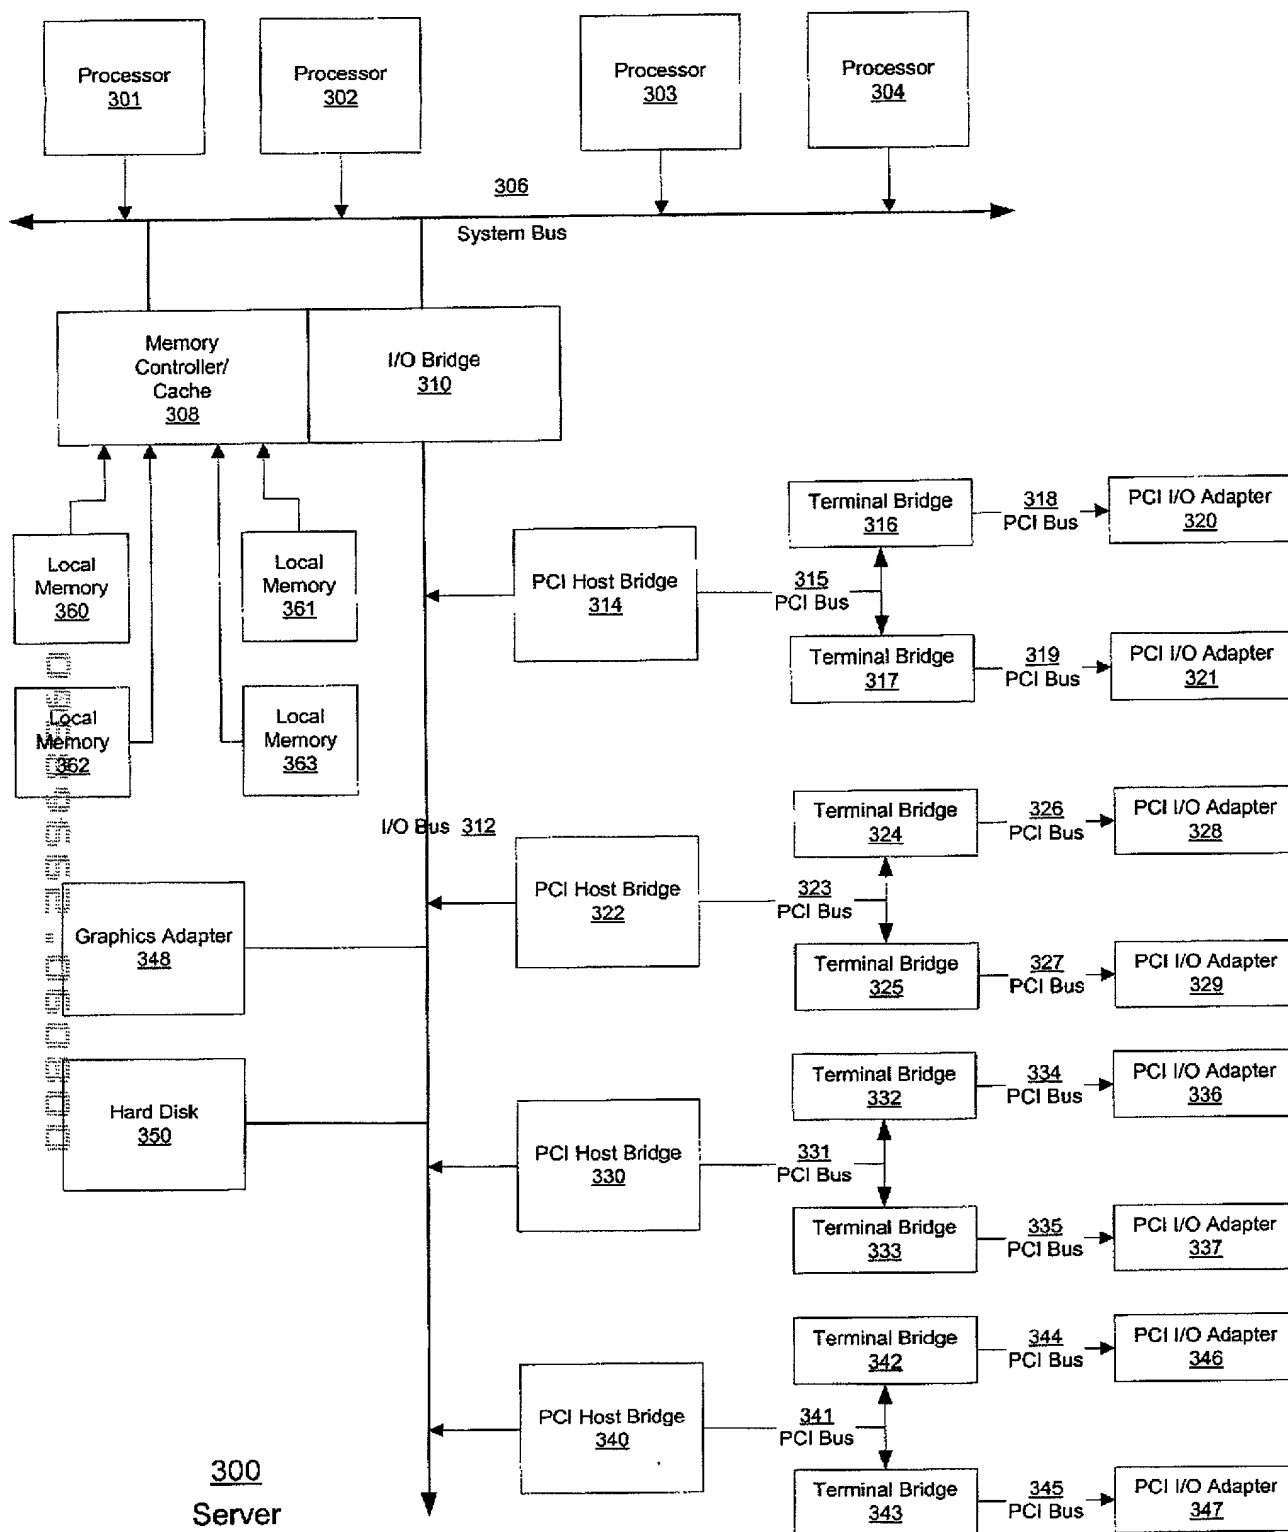 Processor
301
Processor
302
Processor
303
Processor
304
306
System Bus
Memory
Controller/
Cache
308
I/O Bridge
310
Local
Memory
360
Local
Memory
361
Local
Memory
362
Local
Memory
363
I/O Bus 312
Graphics Adapter
348
Hard Disk
350
PCI Host Bridge
314
315
PCI Bus
Terminal Bridge
316
318
PCI Bus
PCI I/O Adapter
320
Terminal Bridge
317
319
PCI Bus
PCI I/O Adapter
321
PCI Host Bridge
322
323
PCI Bus
Terminal Bridge
324
326
PCI Bus
PCI I/O Adapter
328
Terminal Bridge
325
327
PCI Bus
PCI I/O Adapter
329
PCI Host Bridge
330
331
PCI Bus
Terminal Bridge
332
334
PCI Bus
PCI I/O Adapter
336
Terminal Bridge
333
335
PCI Bus
PCI I/O Adapter
337
PCI Host Bridge
340
341
PCI Bus
Terminal Bridge
342
344
PCI Bus
PCI I/O Adapter
346
Terminal Bridge
343
345
PCI Bus
PCI I/O Adapter
347
300
Server